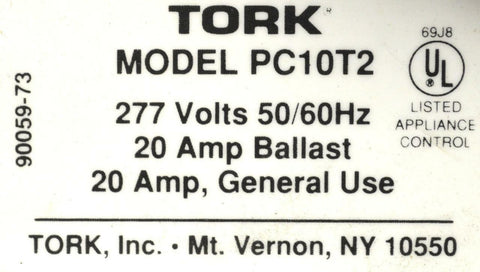 TORK
MODEL PC10T2
277 Volts 50/60Hz
20 Amp Ballast
20 Amp, General Use
69J8
UL
LISTED
APPLIANCE
CONTROL
90059-73
TORK, Inc. · Mt. Vernon, NY 10550